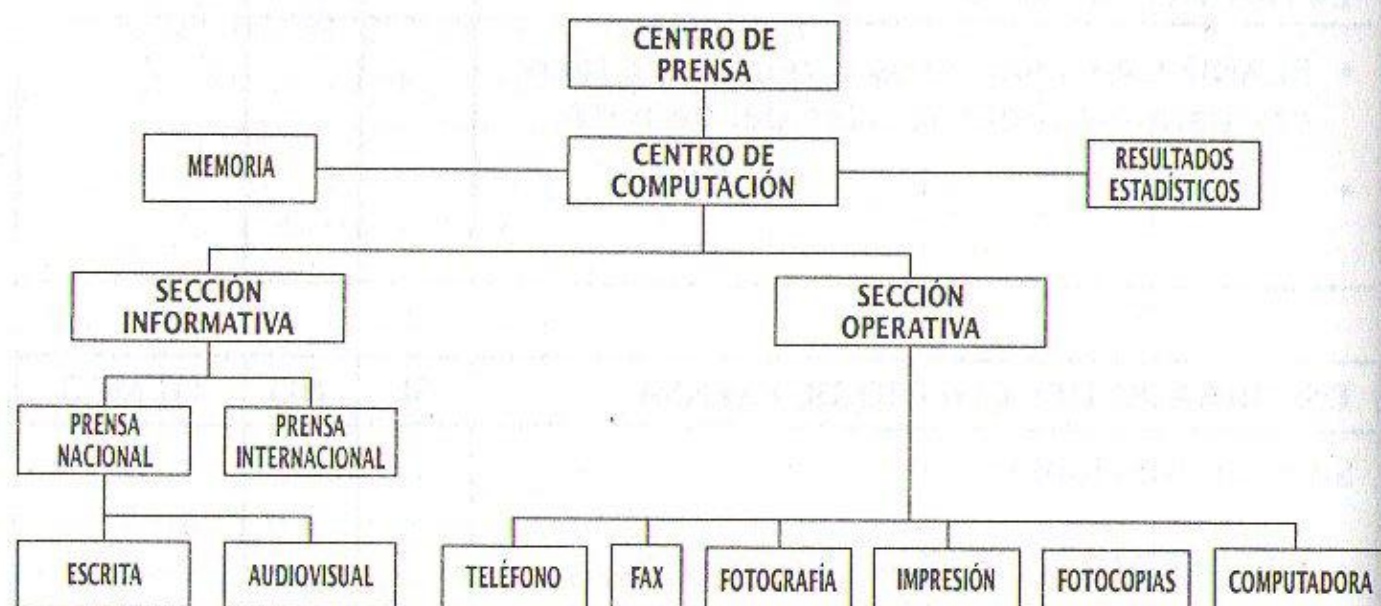 CENTRO DE
PRENSA
MEMORIA
CENTRO DE
COMPUTACIÓN
RESULTADOS
ESTADÍSTICOS
SECCIÓN
INFORMATIVA
SECCIÓN
OPERATIVA
PRENSA
NACIONAL
PRENSA
INTERNACIONAL
ESCRITA
AUDIOVISUAL
TELÉFONO
FAX
FOTOGRAFÍA
IMPRESIÓN
FOTOCOPIAS
COMPUTADORA